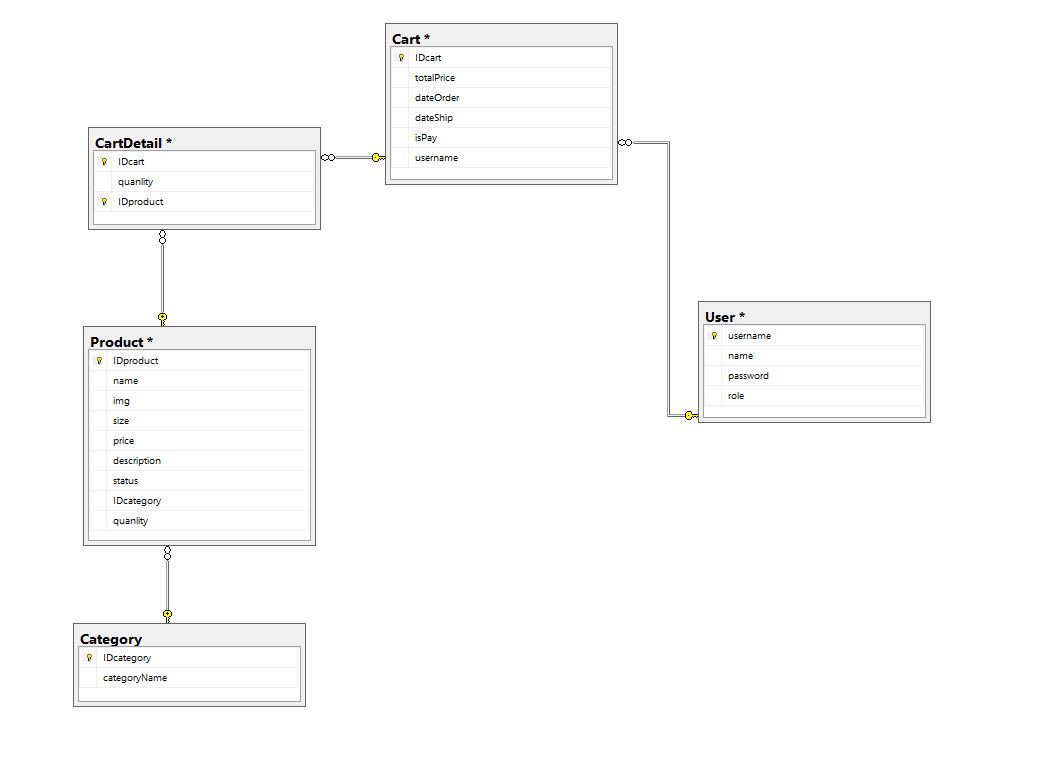 Cart *
IDcart
totalPrice
dateOrder
dateShip
isPay
username
CartDetail *
IDcart
quanlity
IDproduct
User *
username
name
password
role
Product *
IDproduct
name
img
size
price
description
status
IDcategory
quanlity
Category
IDcategory
categoryName